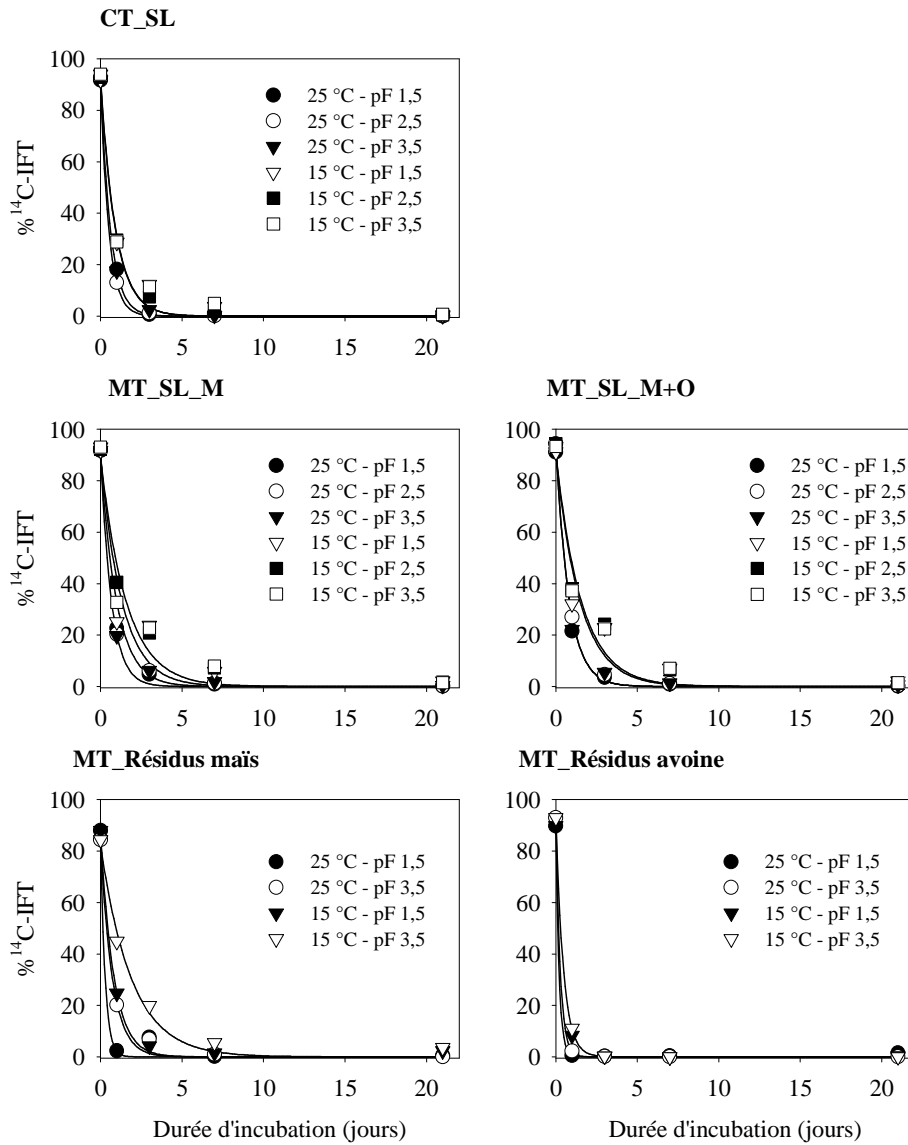 CT_SL
% 14C-IFT
100
80
60
40
20
0
25 °C - pF 1,5
25 °C - pF 2,5
25 °C - pF 3,5
15 °C - pF 1,5
15 °C - pF 2,5
15 °C - pF 3,5
0 5 10 15 20
MT_SL_M
% 14C-IFT
100
80
60
40
20
0
25 °C - pF 1,5
25 °C - pF 2,5
25 °C - pF 3,5
15 °C - pF 1,5
15 °C - pF 2,5
15 °C - pF 3,5
0 5 10 15 20
MT_SL_M+O
100
80
60
40
20
0
25 °C - pF 1,5
25 °C - pF 2,5
25 °C - pF 3,5
15 °C - pF 1,5
15 °C - pF 2,5
15 °C - pF 3,5
0 5 10 15 20
MT_Résidus maïs
% 14C-IFT
100
80
60
40
20
0
25 °C - pF 1,5
25 °C - pF 3,5
15 °C - pF 1,5
15 °C - pF 3,5
0 5 10 15 20
Durée d'incubation (jours)
MT_Résidus avoine
100
80
60
40
20
0
25 °C - pF 1,5
25 °C - pF 3,5
15 °C - pF 1,5
15 °C - pF 3,5
0 5 10 15 20
Durée d'incubation (jours)